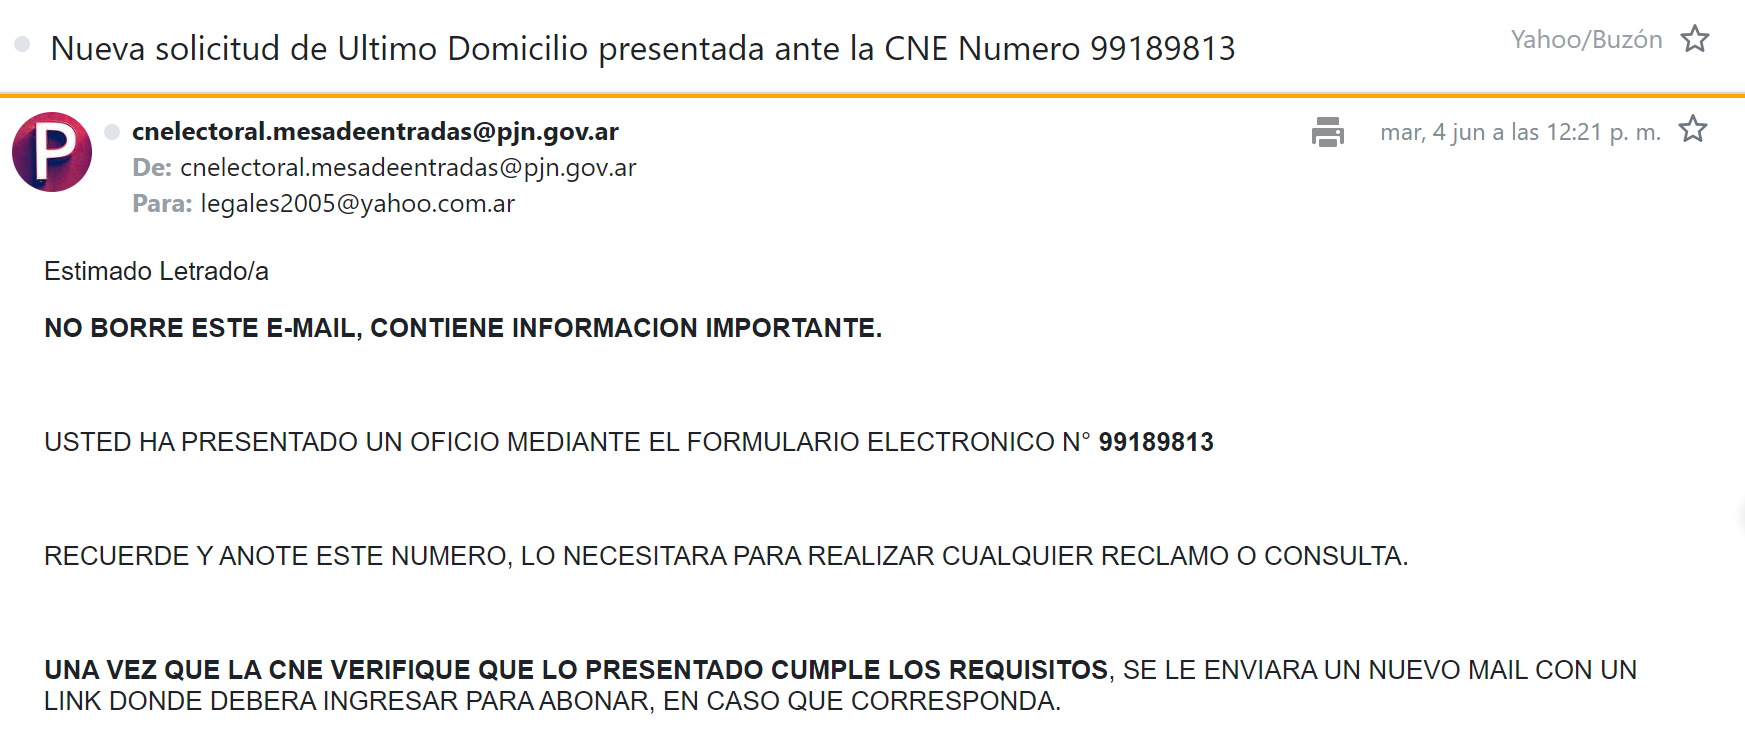 Nueva solicitud de Ultimo Domicilio presentada ante la CNE Numero 99189813
Yahoo/Buzón
P
cnelectoral.mesadeentradas@pjn.gov.ar
mar, 4 jun a las 12:21 p. m.
De: cnelectoral.mesadeentradas@pjn.gov.ar
Para: legales2005@yahoo.com.ar
Estimado Letrado/a
NO BORRE ESTE E-MAIL, CONTIENE INFORMACION IMPORTANTE.
USTED HA PRESENTADO UN OFICIO MEDIANTE EL FORMULARIO ELECTRONICO N° 99189813
RECUERDE Y ANOTE ESTE NUMERO, LO NECESITARA PARA REALIZAR CUALQUIER RECLAMO O CONSULTA.
UNA VEZ QUE LA CNE VERIFIQUE QUE LO PRESENTADO CUMPLE LOS REQUISITOS, SE LE ENVIARA UN NUEVO MAIL CON UN
LINK DONDE DEBERA INGRESAR PARA ABONAR, EN CASO QUE CORRESPONDA.